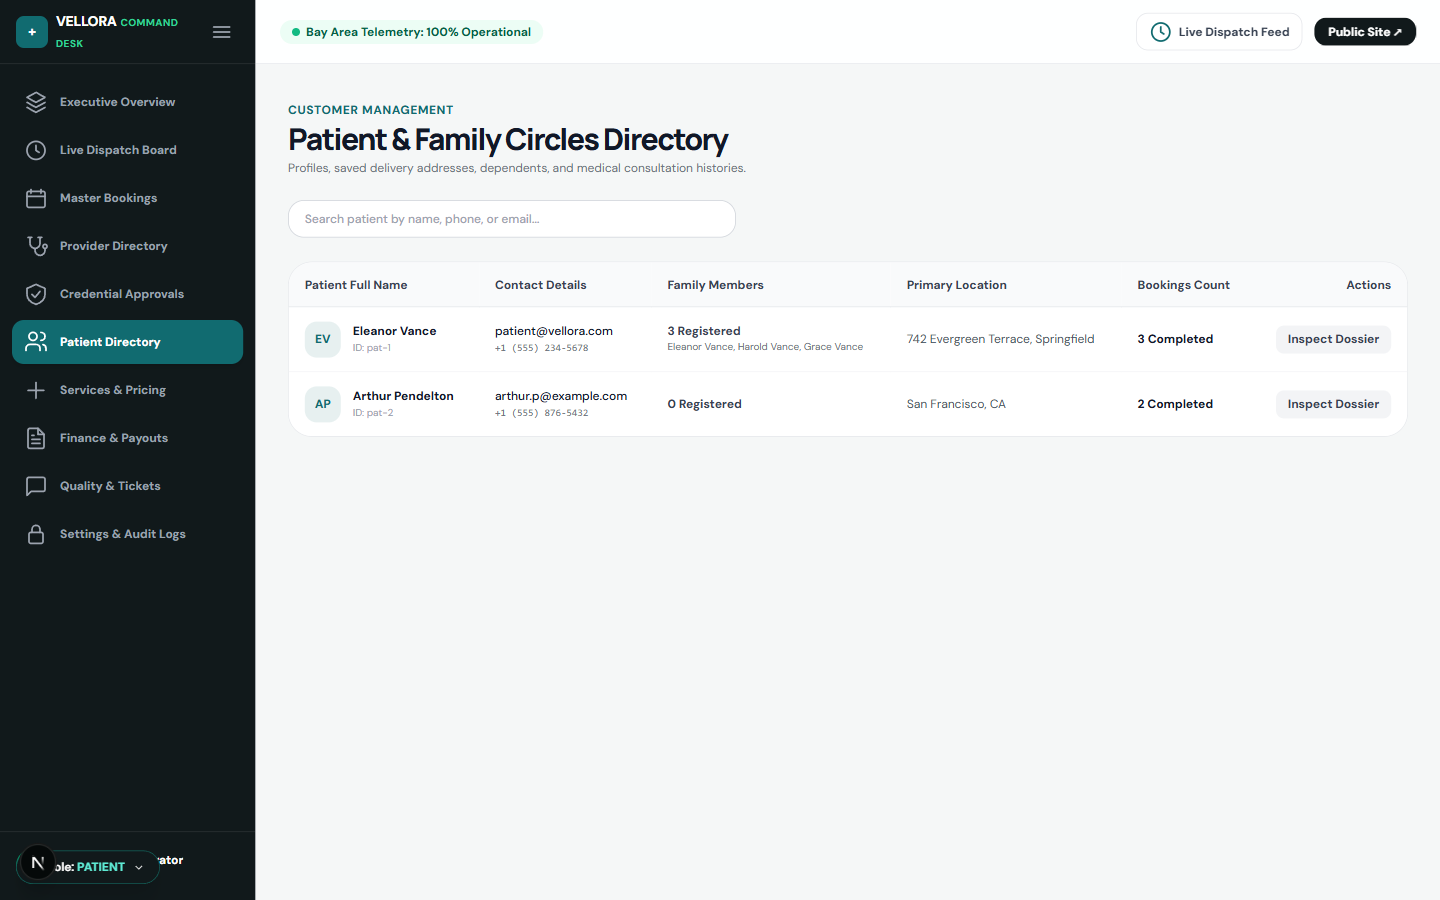 +
VELLORA COMMAND
DESK
Executive Overview
Live Dispatch Board
Master Bookings
Provider Directory
Credential Approvals
Patient Directory
Services & Pricing
Finance & Payouts
Quality & Tickets
Settings & Audit Logs
N ole: PATIENT
rator
Bay Area Telemetry: 100% Operational
Live Dispatch Feed
Public Site ↗
CUSTOMER MANAGEMENT
Patient & Family Circles Directory
Profiles, saved delivery addresses, dependents, and medical consultation histories.
Search patient by name, phone, or email...
Patient Full Name Contact Details Family Members Primary Location Bookings Count Actions
EV Eleanor Vance patient@vellora.com 3 Registered 742 Evergreen Terrace, Springfield 3 Completed Inspect Dossier
ID: pat-1 +1 (555) 234-5678 Eleanor Vance, Harold Vance, Grace Vance
AP Arthur Pendelton arthur.p@example.com 0 Registered San Francisco, CA 2 Completed Inspect Dossier
ID: pat-2 +1 (555) 876-5432